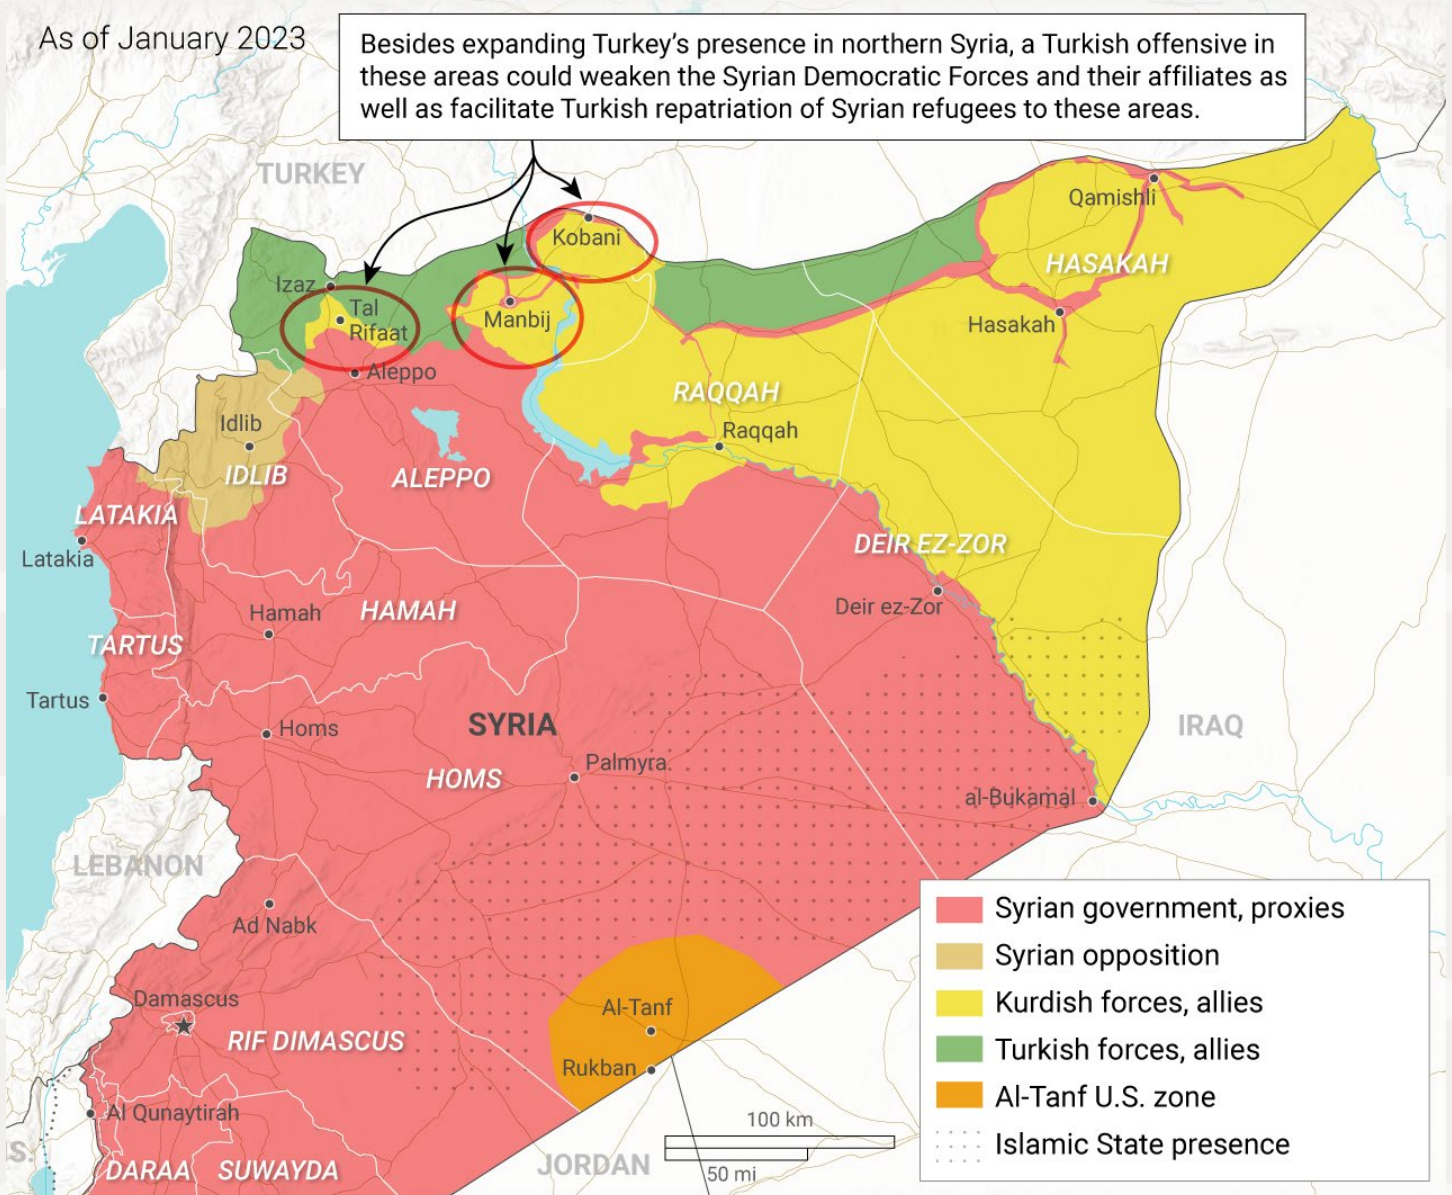 As of January 2023
Besides expanding Turkey's presence in northern Syria, a Turkish offensive in
these areas could weaken the Syrian Democratic Forces and their affiliates as
well as facilitate Turkish repatriation of Syrian refugees to these areas.
TURKEY
Qamishli
Kobani
HASAKAH
Izaz
Tal
Rifaat
Manbij
Hasakah
Aleppo
RAQQAH
Idlib
Raqqah
IDLIB
ALEPPO
LATAKIA
Latakia
DEIR EZ-ZOR
Deir ez-Zor
Hamah
HAMAH
TARTUS
Tartus
Homs
SYRIA
IRAQ
Palmyra
HOMS
al-Bukamal
LEBANON
Ad Nabk
Syrian government, proxies
Syrian opposition
Kurdish forces, allies
Turkish forces, allies
Al-Tanf U.S. zone
Islamic State presence
Damascus
Al-Tanf
RIF DIMASCUS
Rukban
Al Qunaytirah
100 km
50 mi
S.
DARAA
SUWAYDA
JORDAN